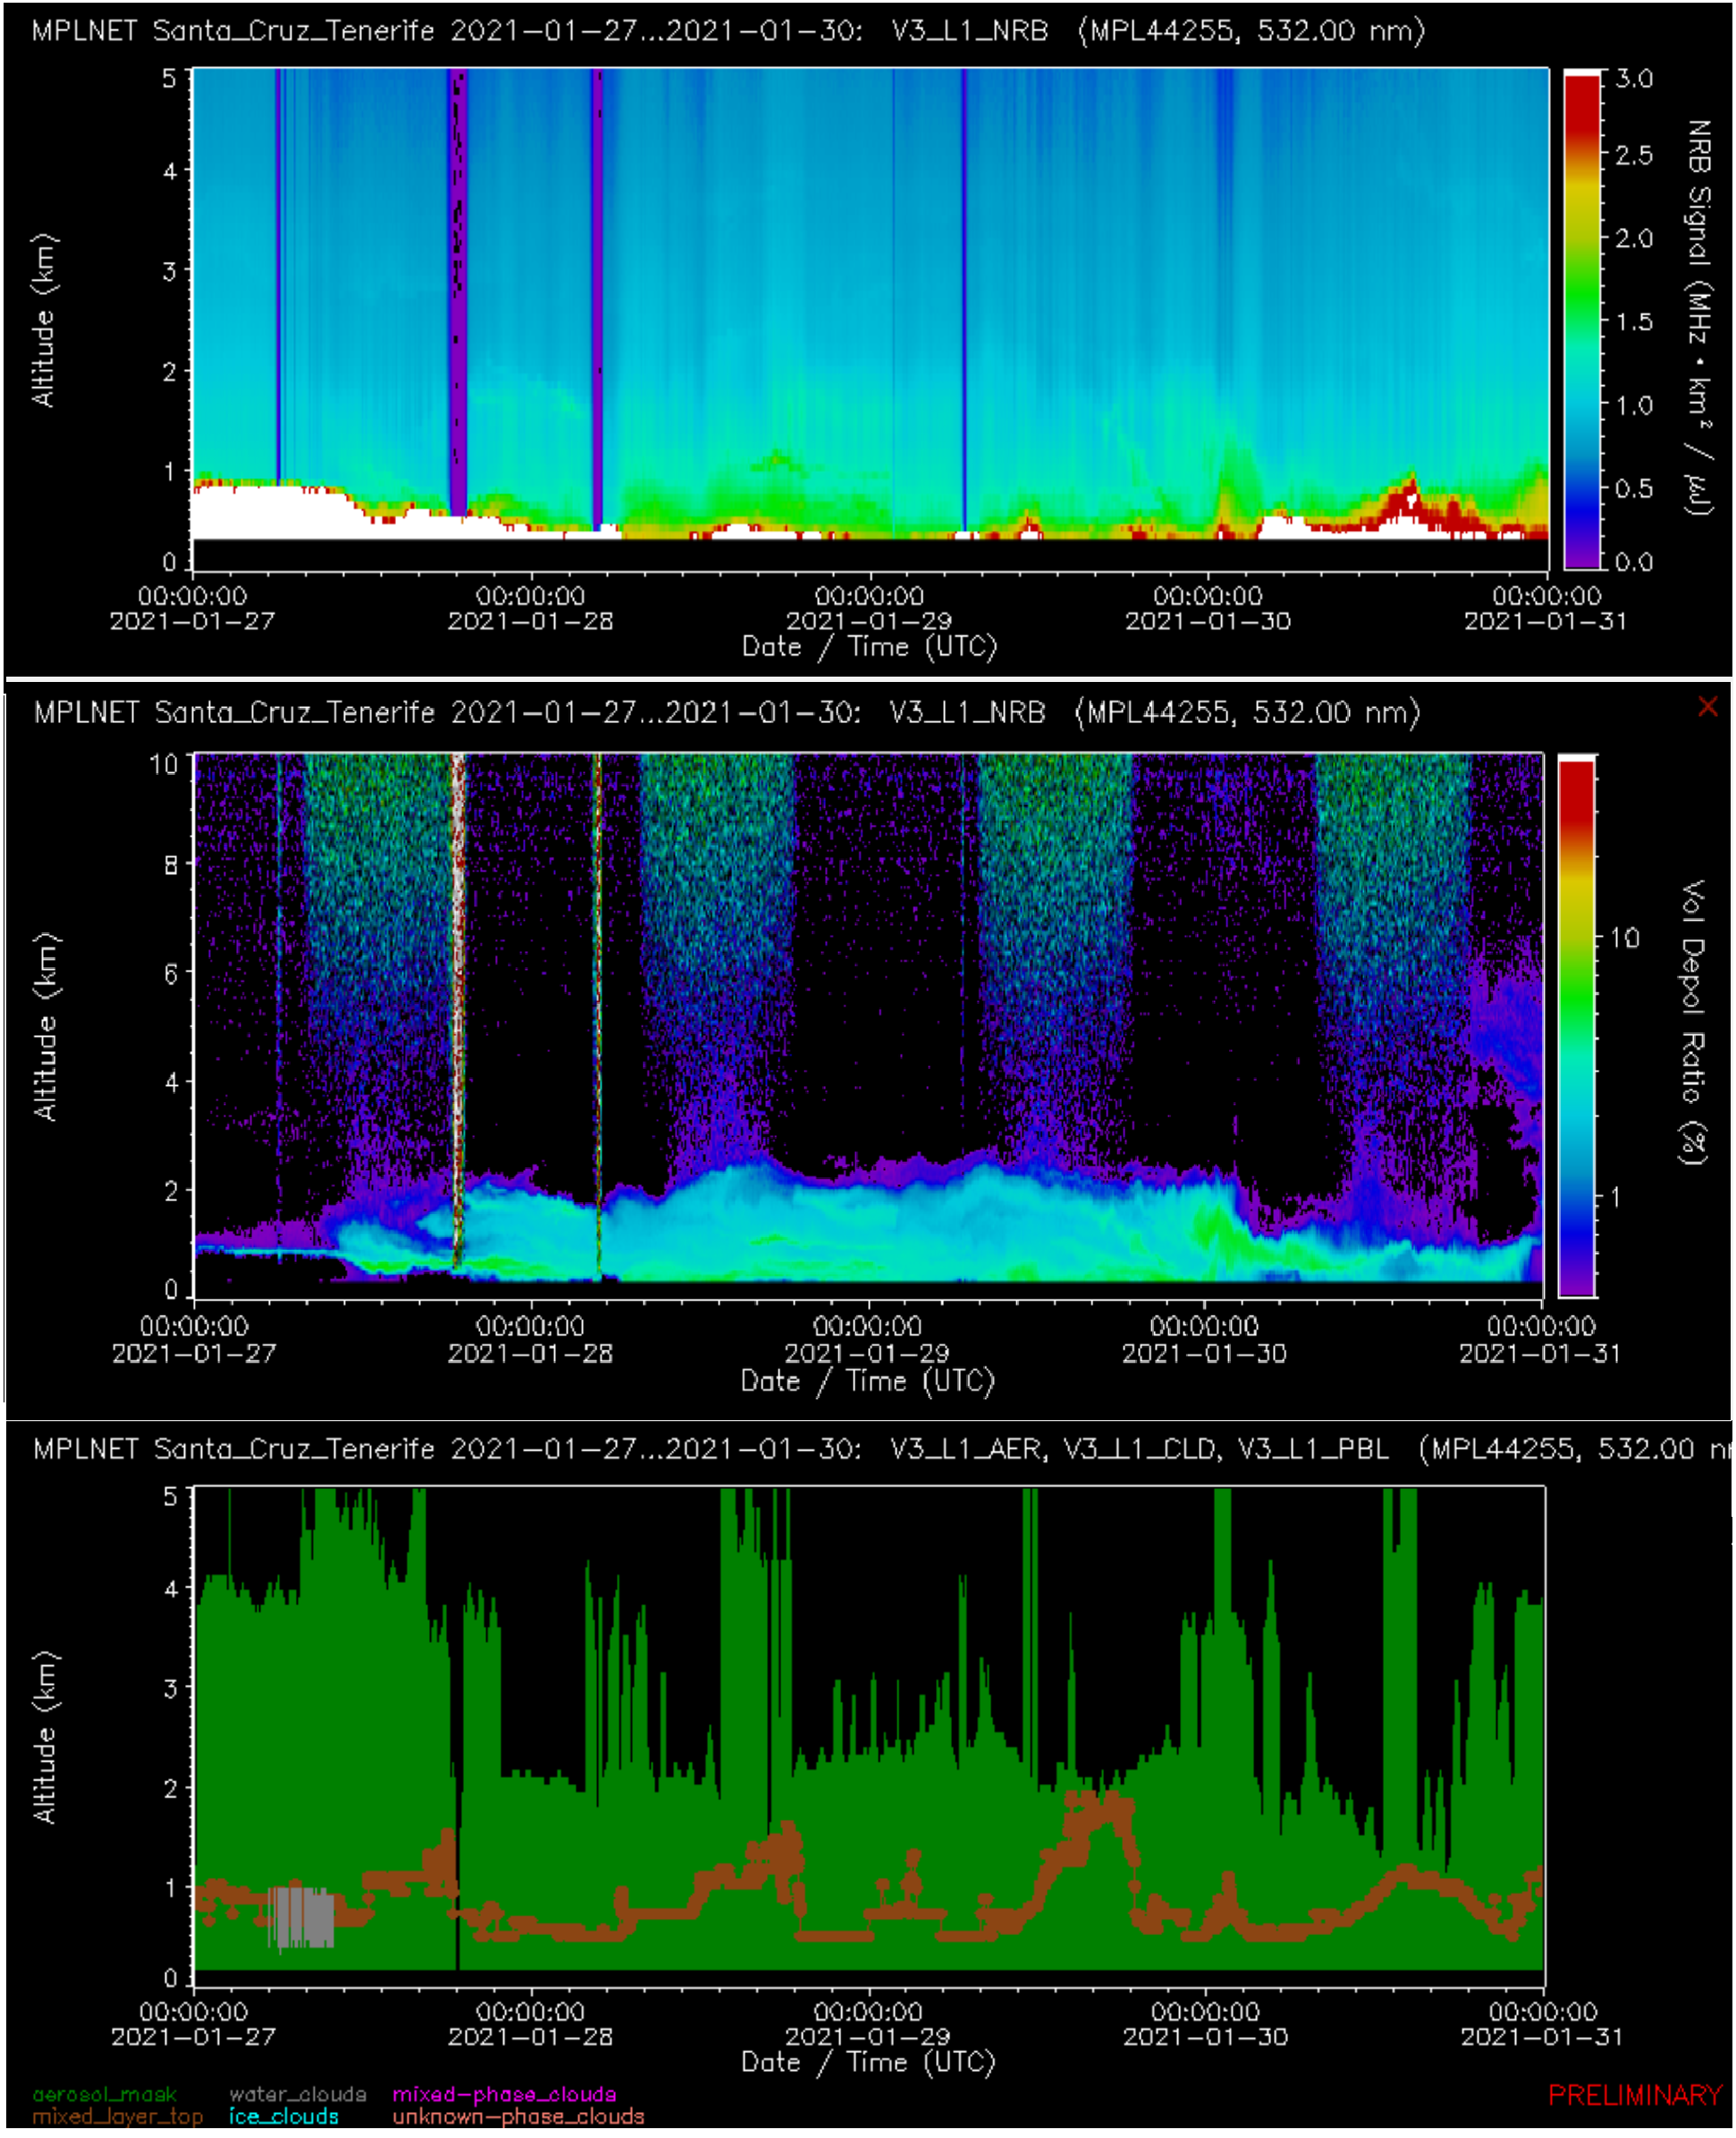 MPLNET Santa_Cruz_Tenerife 2021-01-27...2021-01-30: V3_L1_NRB (MPL44255, 532.00 nm)
5
4
3
2
1
0
Altitude (km)
00:00:00 00:00:00 00:00:00 00:00:00 00:00:00
2021-01-27 2021-01-28 2021-01-29 2021-01-30 2021-01-31
Date / Time (UTC)
3.0
2.5
2.0
1.5
1.0
0.5
0.0
NRB Signal (MHz • km² / μJ)
MPLNET Santa_Cruz_Tenerife 2021-01-27...2021-01-30: V3_L1_NRB (MPL44255, 532.00 nm)
X
10
8
6
4
2
0
Altitude (km)
00:00:00 00:00:00 00:00:00 00:00:00 00:00:00
2021-01-27 2021-01-28 2021-01-29 2021-01-30 2021-01-31
Date / Time (UTC)
10
1
Vol Depol Ratio (%)
MPLNET Santa_Cruz_Tenerife 2021-01-27...2021-01-30: V3_L1_AER, V3_L1_CLD, V3_L1_PBL (MPL44255, 532.00
5
4
3
2
1
0
Altitude (km)
00:00:00 00:00:00 00:00:00 00:00:00 00:00:00
2021-01-27 2021-01-28 2021-01-29 2021-01-30 2021-01-31
Date / Time (UTC)
aerosol_mask water_clouds mixed-phase_clouds
mixed_layer_top ice_clouds unknown-phase_clouds
PRELIMINARY